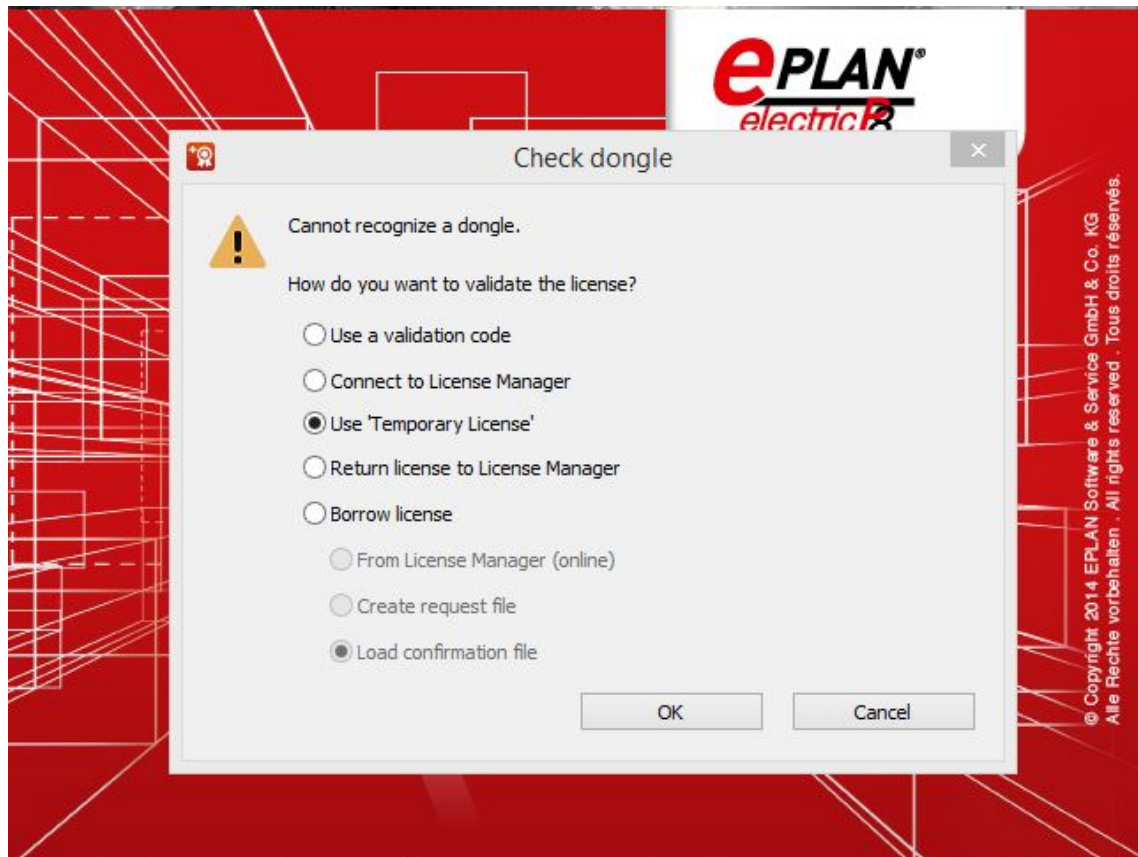 ePLAN®
electric P8
Check dongle
Cannot recognize a dongle.
How do you want to validate the license?
Use a validation code
Connect to License Manager
Use 'Temporary License'
Return license to License Manager
Borrow license
From License Manager (online)
Create request file
Load confirmation file
OK
Cancel
© Copyright 2014 EPLAN Software & Service GmbH & Co. KG
Alle Rechte vorbehalten . All rights reserved . Tous droits réservés.